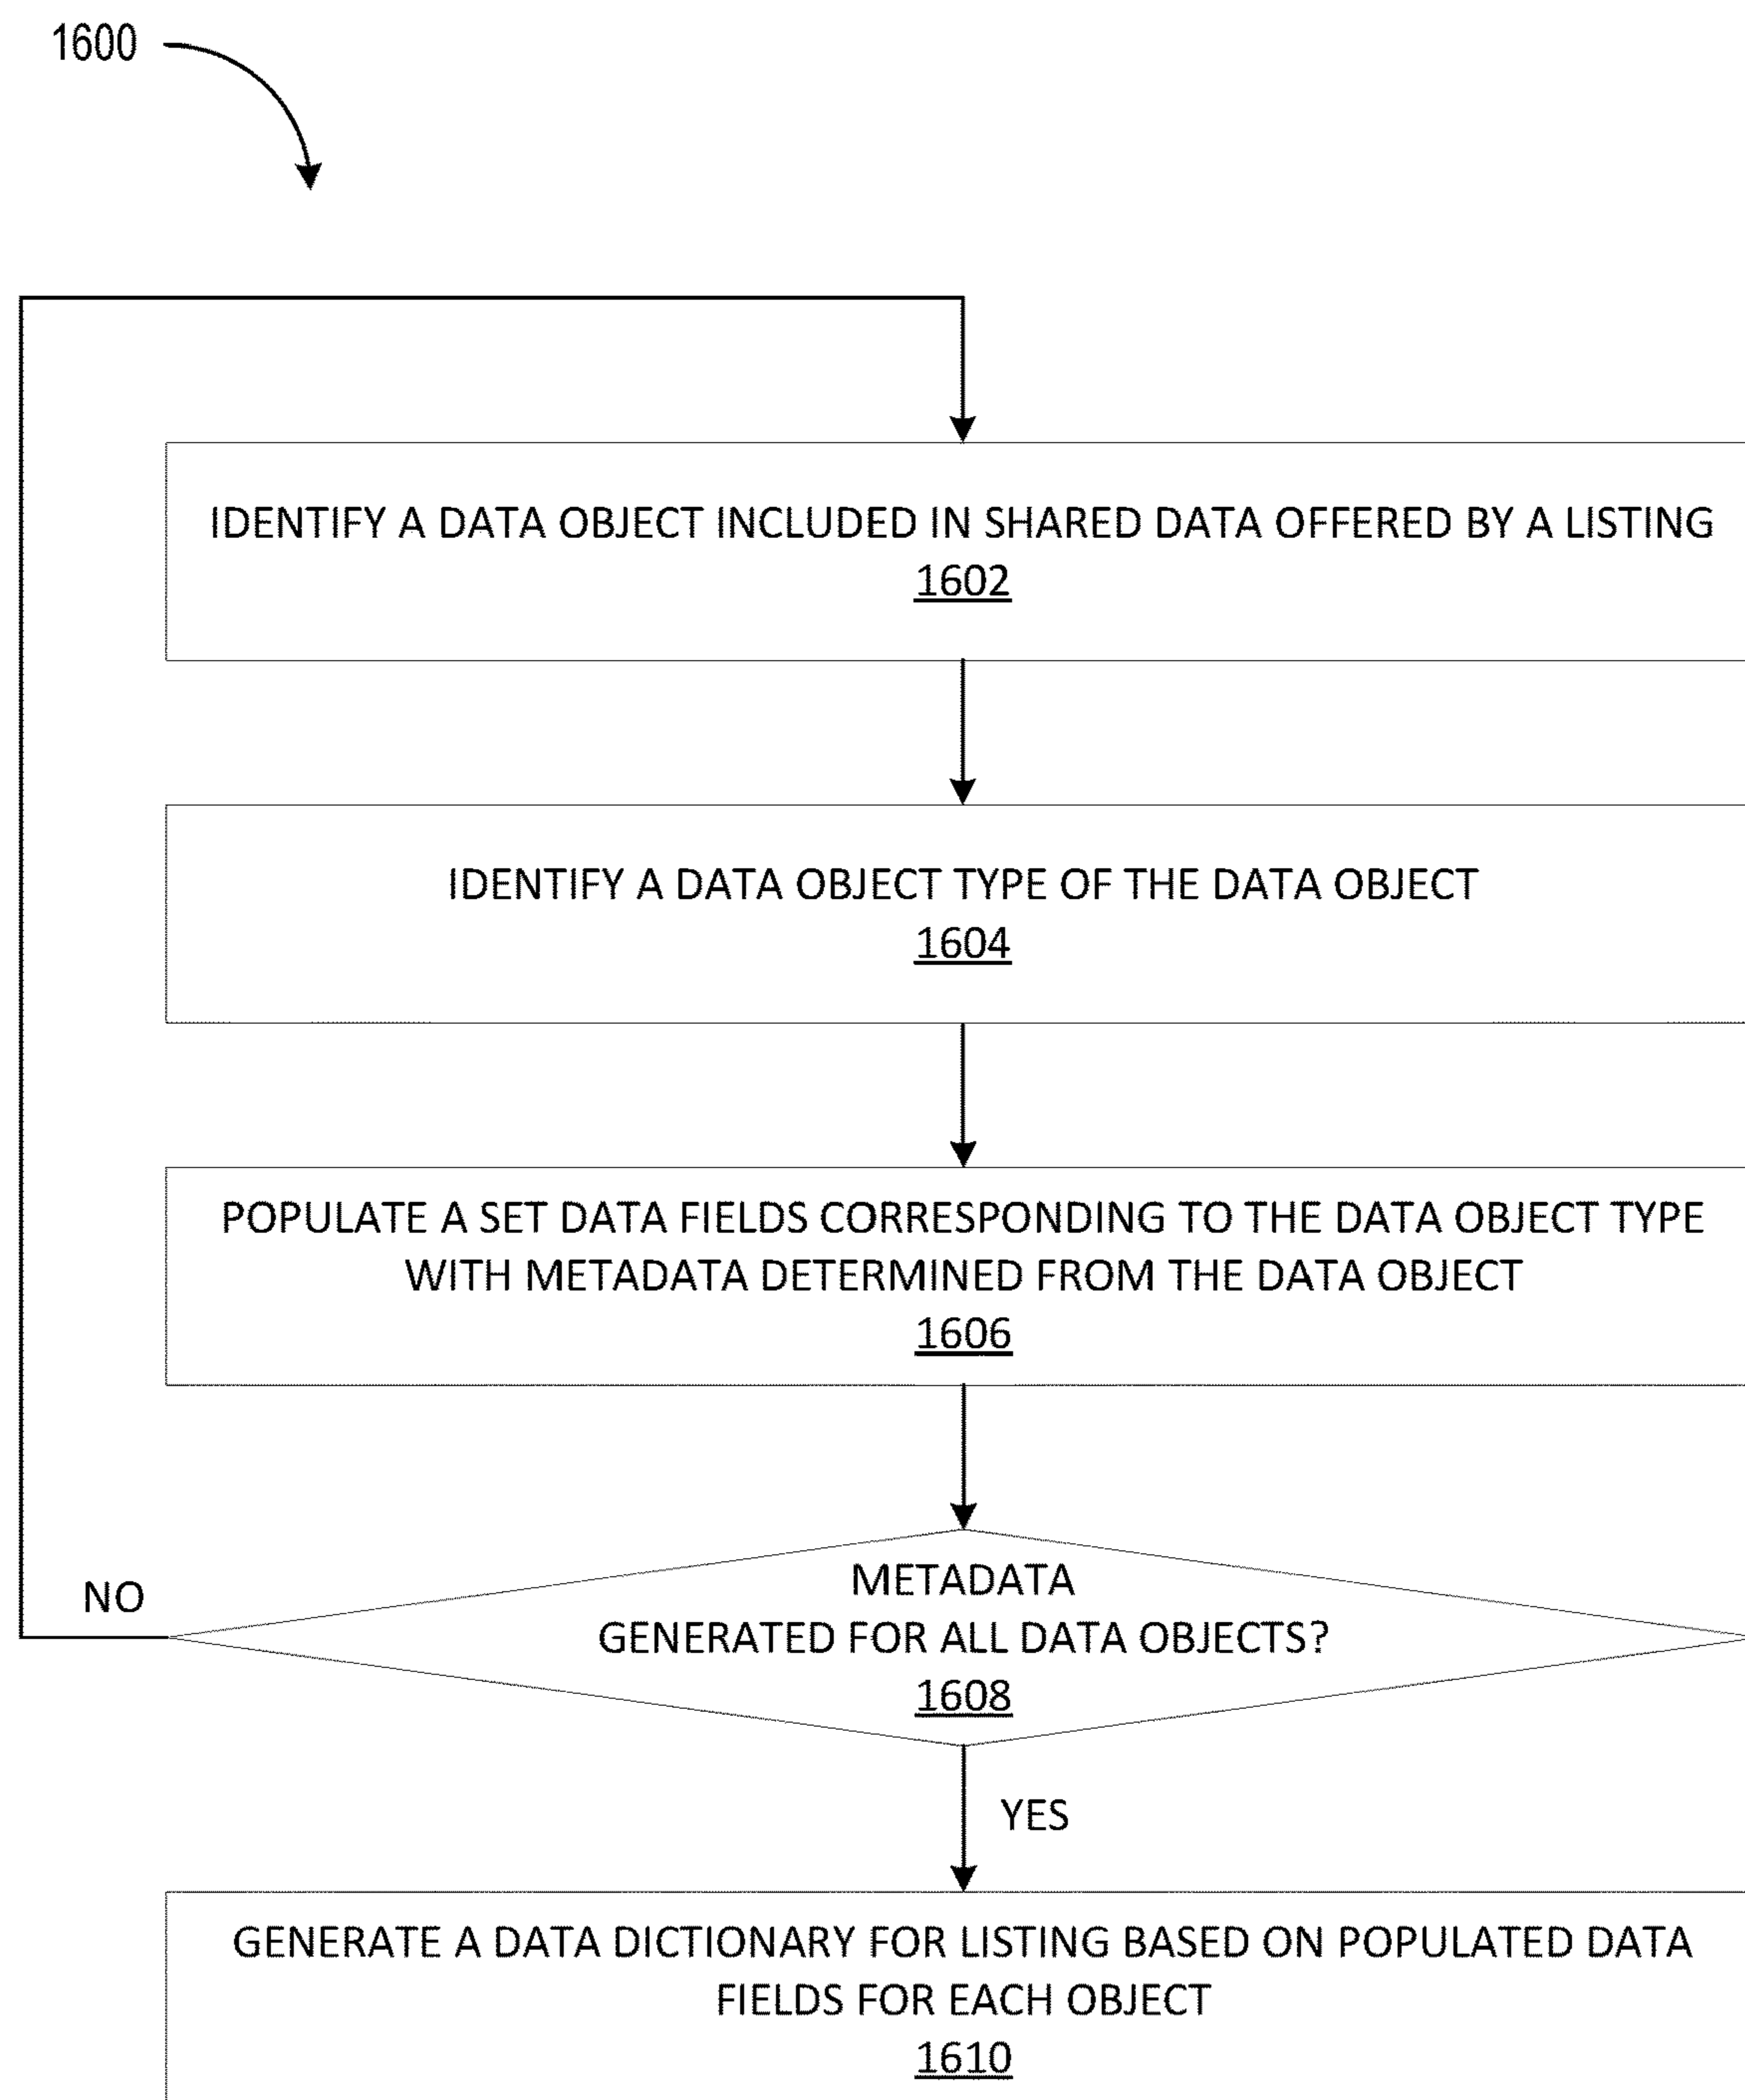 1600
IDENTIFY A DATA OBJECT INCLUDED IN SHARED DATA OFFERED BY A LISTING
1602
IDENTIFY A DATA OBJECT TYPE OF THE DATA OBJECT
1604
POPULATE A SET DATA FIELDS CORRESPONDING TO THE DATA OBJECT TYPE
WITH METADATA DETERMINED FROM THE DATA OBJECT
1606
METADATA
GENERATED FOR ALL DATA OBJECTS?
1608
NO
YES
GENERATE A DATA DICTIONARY FOR LISTING BASED ON POPULATED DATA
FIELDS FOR EACH OBJECT
1610